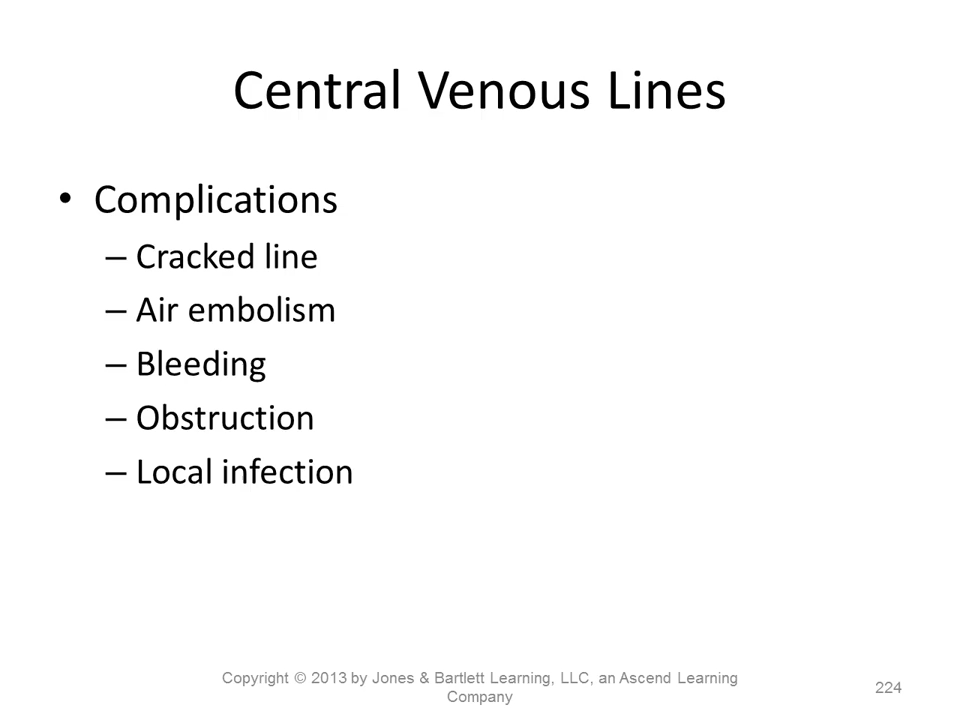 Central Venous Lines
• Complications
– Cracked line
– Air embolism
– Bleeding
– Obstruction
– Local infection
Copyright © 2013 by Jones & Bartlett Learning, LLC, an Ascend Learning
Company
224